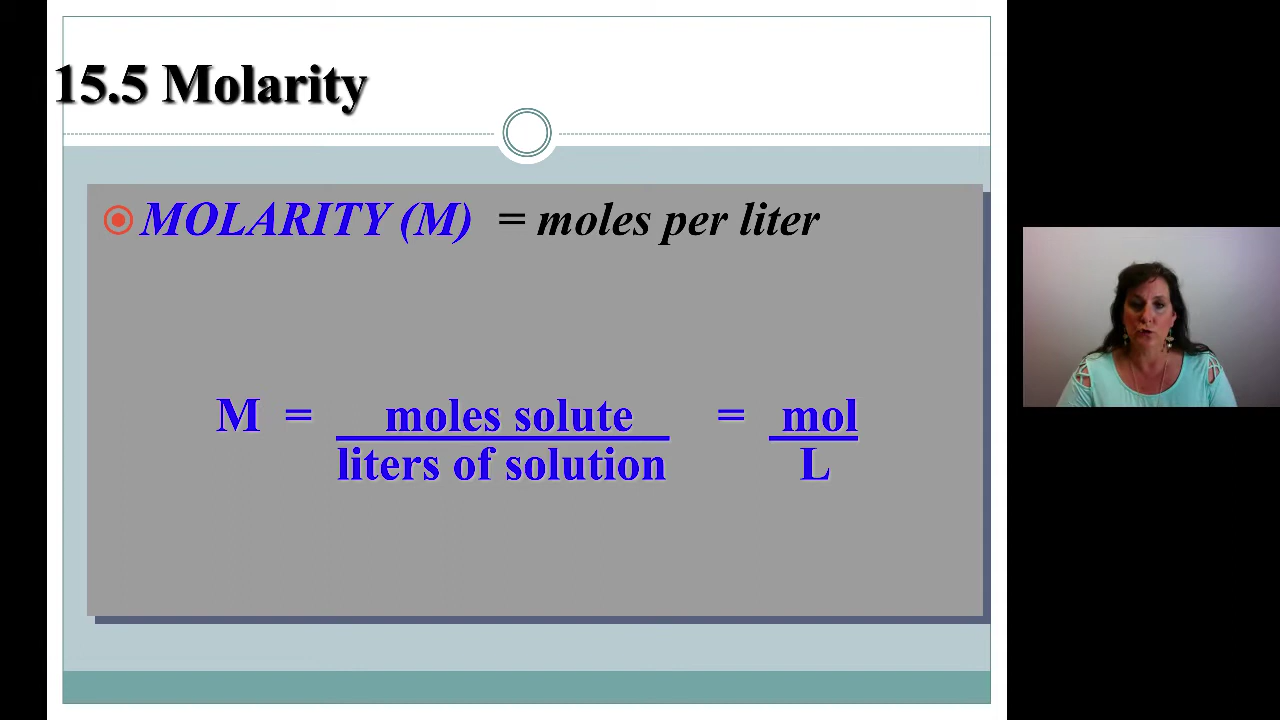 15.5 Molarity
MOLARITY (M) = moles per liter
M = moles solute = mol
liters of solution L